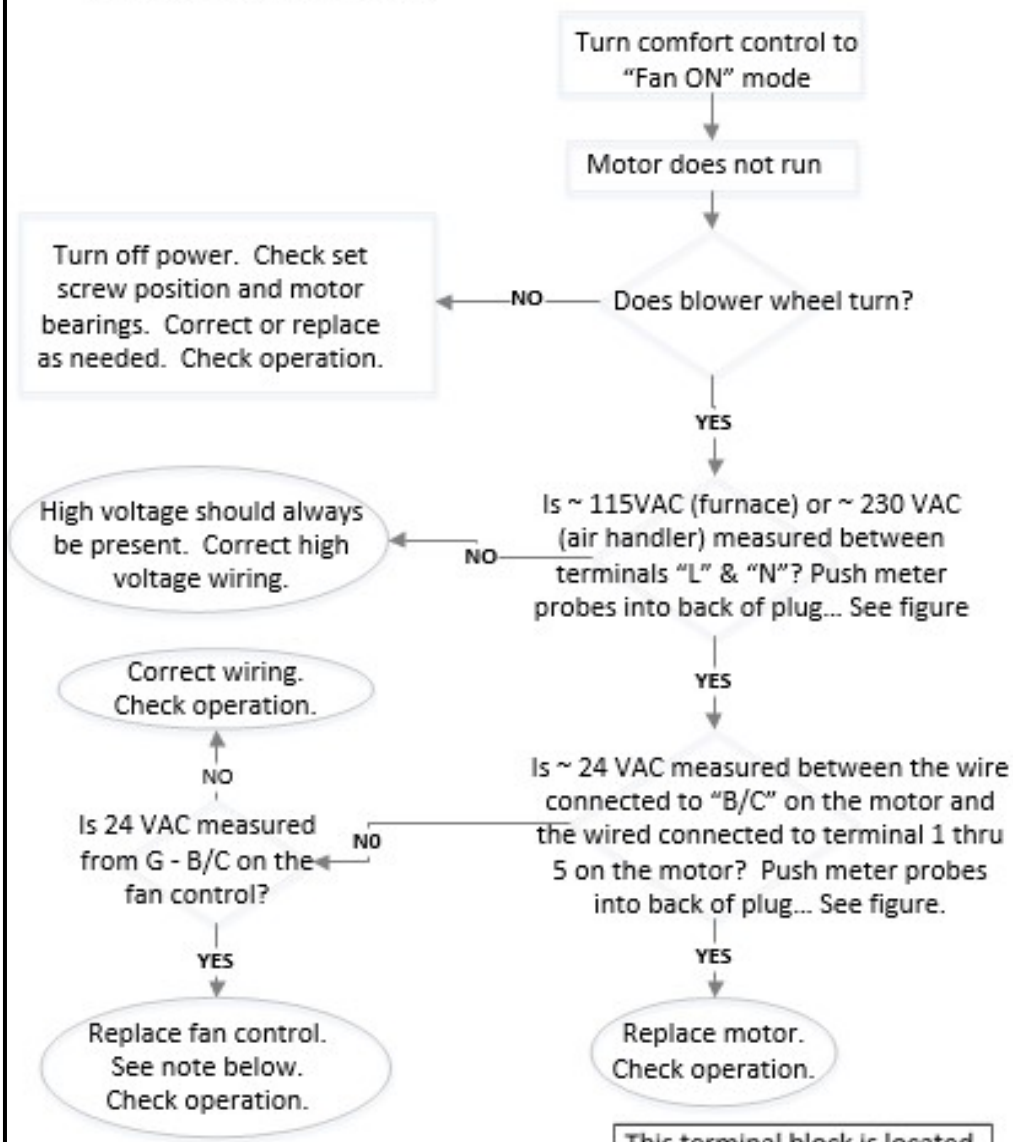 Turn comfort control to
“Fan ON” mode
Motor does not run
Does blower wheel turn?
NO
Turn off power. Check set
screw position and motor
bearings. Correct or replace
as needed. Check operation.
YES
Is ~ 115VAC (furnace) or ~ 230 VAC
(air handler) measured between
terminals “L” & “N”? Push meter
probes into back of plug... See figure
NO
High voltage should always
be present. Correct high
voltage wiring.
YES
Is ~ 24 VAC measured between the wire
connected to “B/C” on the motor and
the wired connected to terminal 1 thru
5 on the motor? Push meter probes
into back of plug... See figure.
N0
Is 24 VAC measured
from G - B/C on the
fan control?
NO
Correct wiring.
Check operation.
YES
Replace fan control.
See note below.
Check operation.
YES
Replace motor.
Check operation.
This terminal block is located